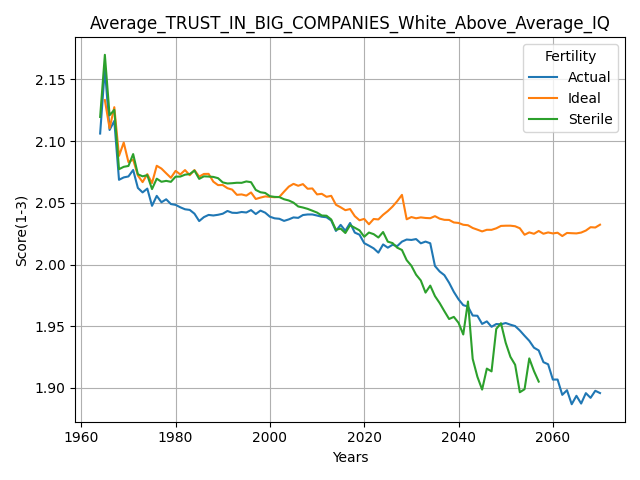 Average_TRUST_IN_BIG_COMPANIES_White_Above_Average_IQ
Fertility
Actual
Ideal
Sterile
Score(1-3)
2.15
2.10
2.05
2.00
1.95
1.90
1960 1980 2000 2020 2040 2060
Years